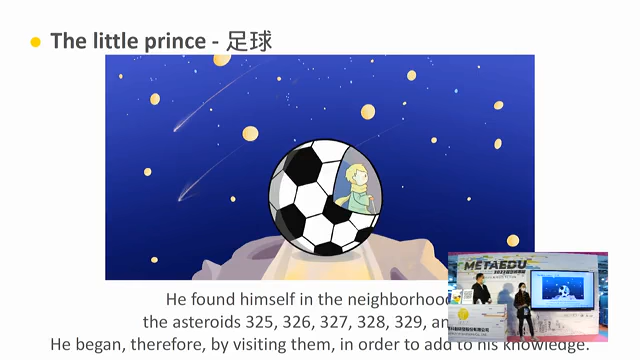 The little prince - 足球
He found himself in the neighborhood
the asteroids 325, 326, 327, 328, 329, an
He began, therefore, by visiting them, in order to add to his knowledge.
METAEDU